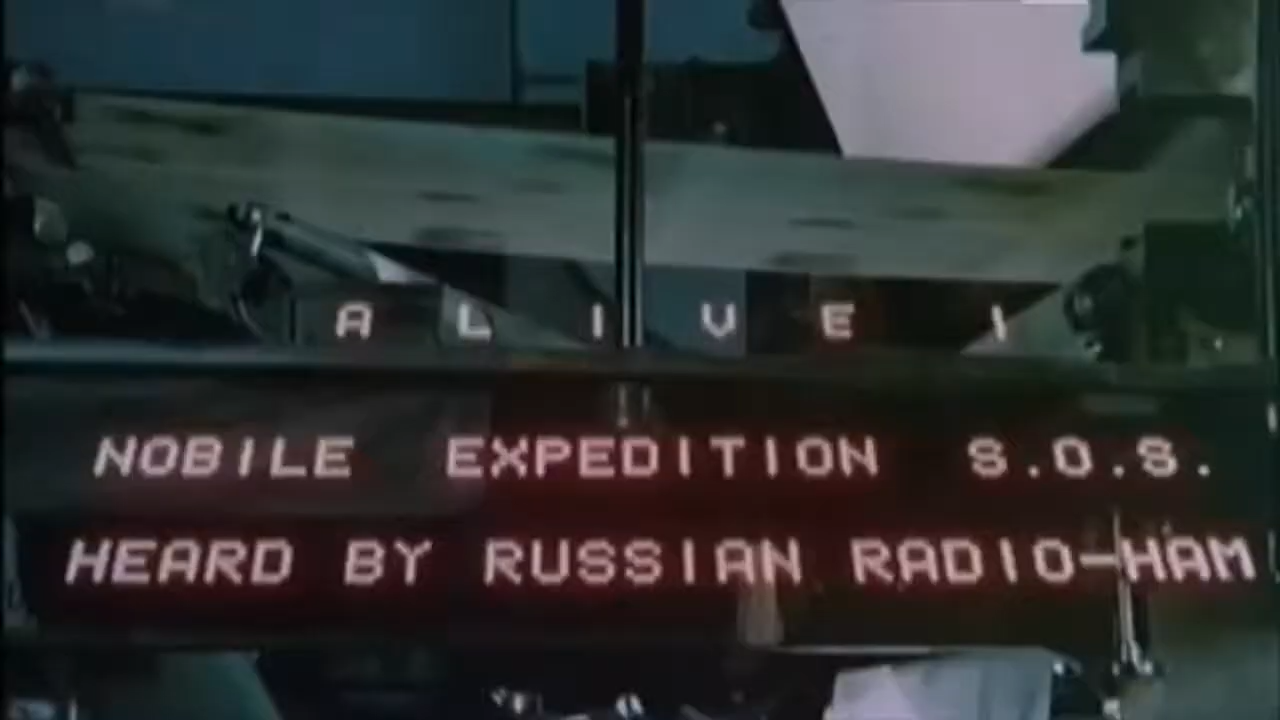 A L I V E !
NOBILE EXPEDITION S.O.S.
HEARD BY RUSSIAN RADIO-HAM